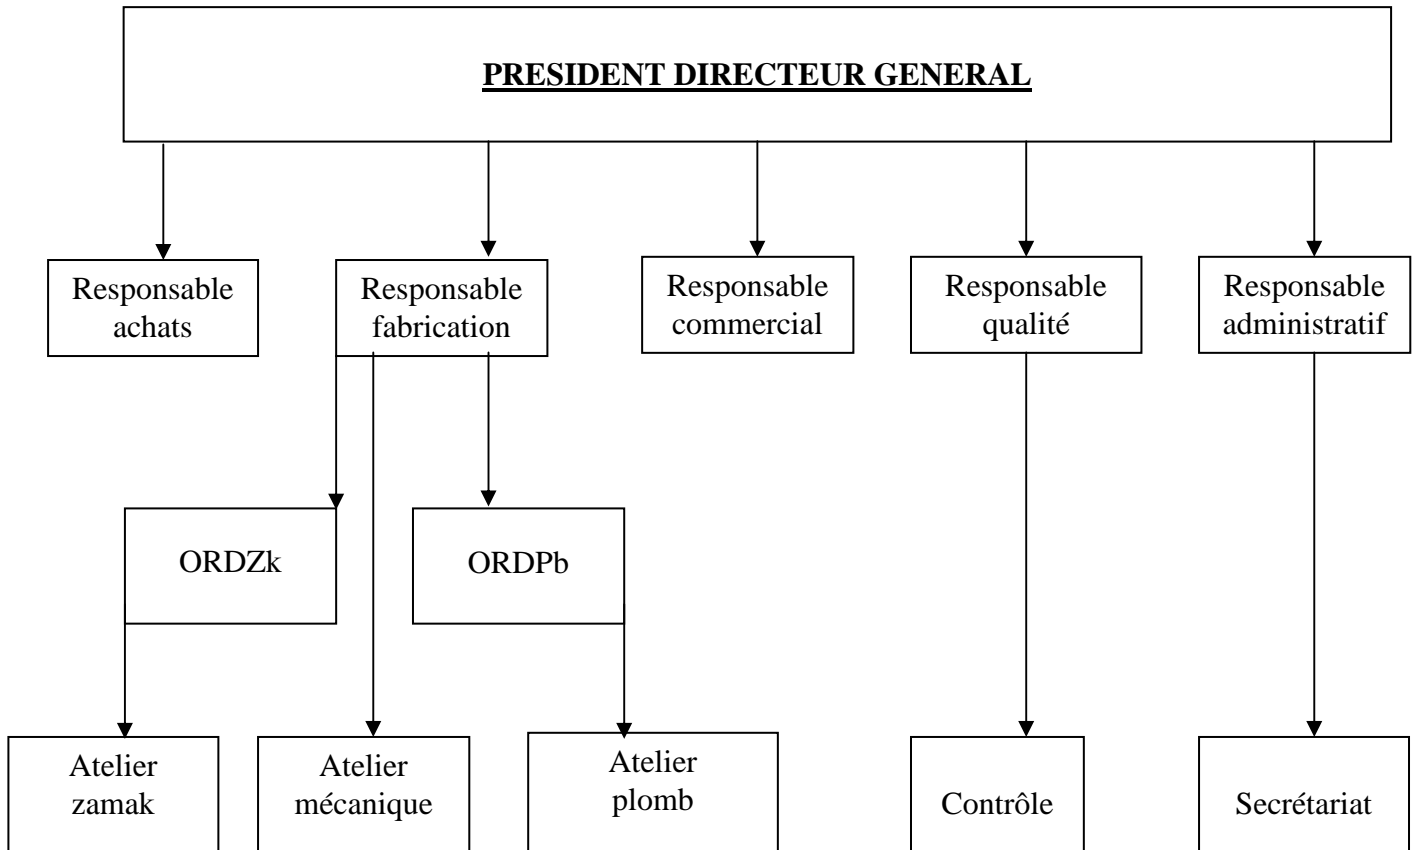 PRESIDENT DIRECTEUR GENERAL
Responsable
achats
Responsable
fabrication
Responsable
commercial
Responsable
qualité
Responsable
administratif
ORDZk
ORDPb
Atelier
zamak
Atelier
mécanique
Atelier
plomb
Contrôle
Secrétariat